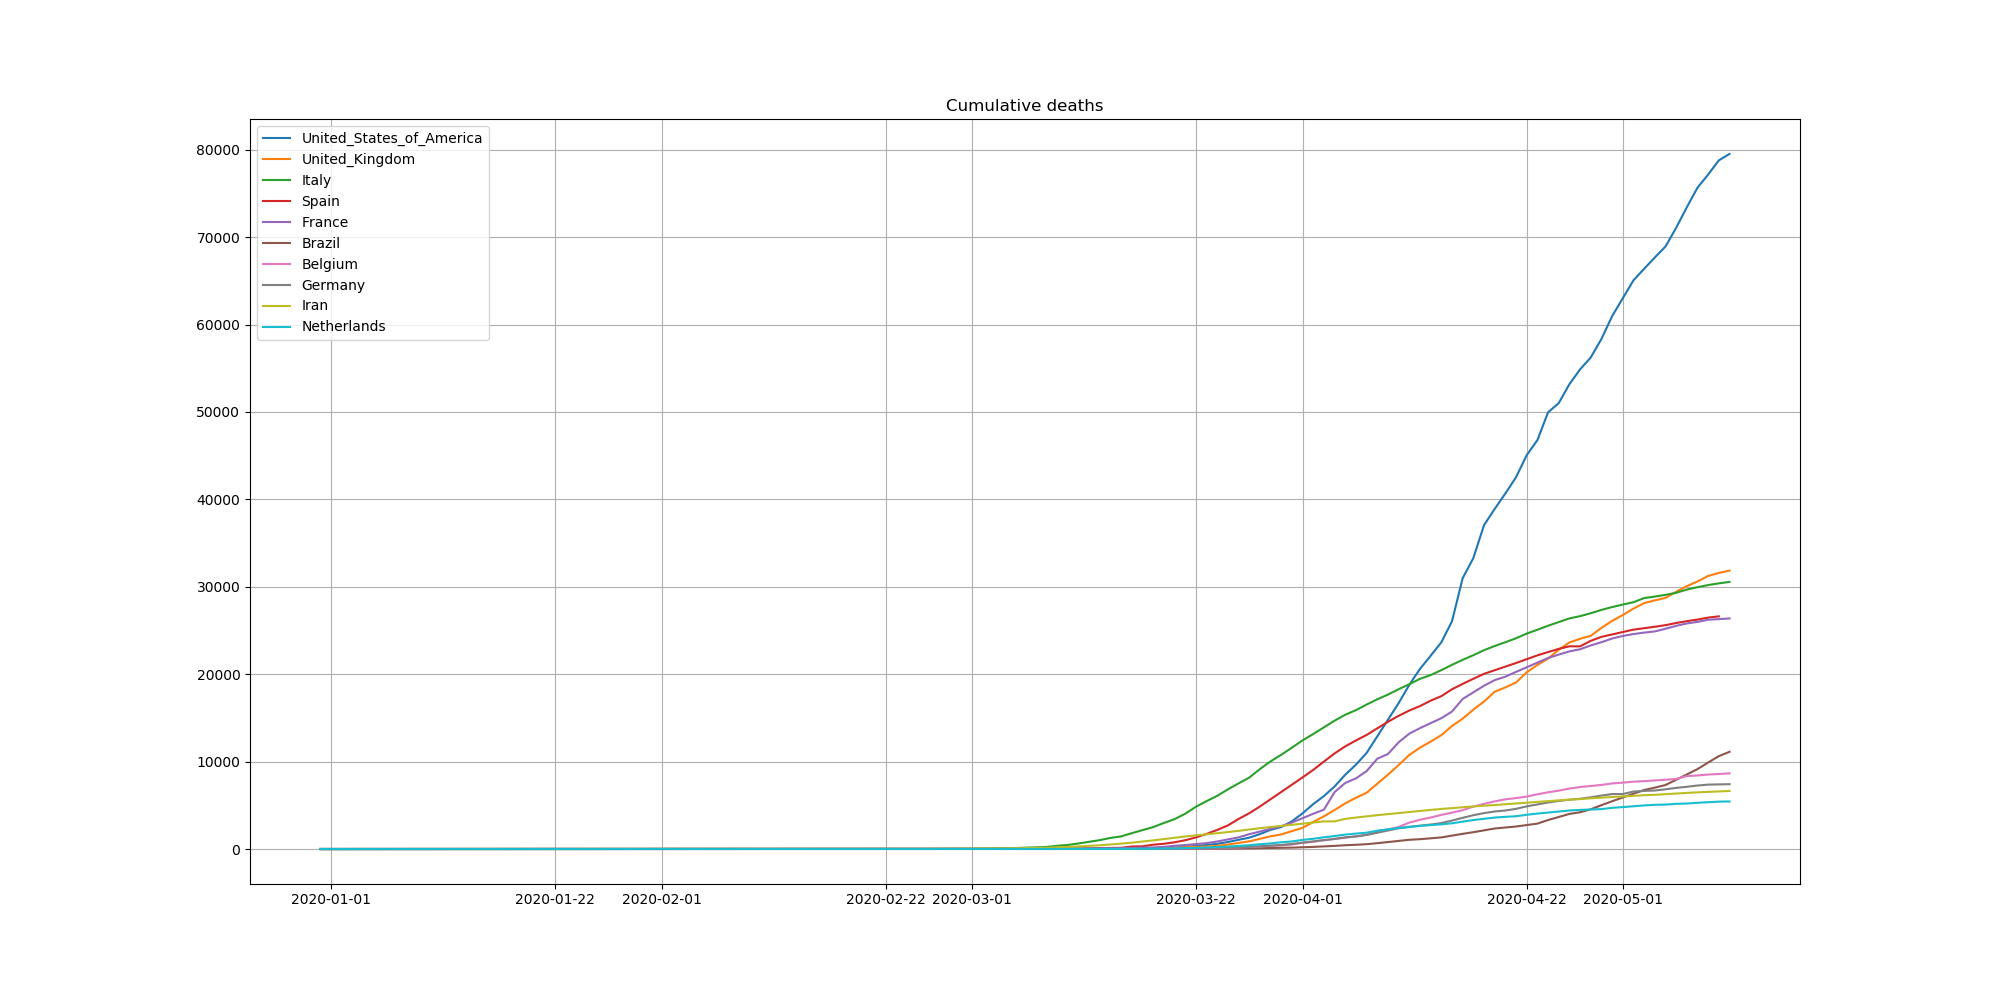 Cumulative deaths
United_States_of_America
United_Kingdom
Italy
Spain
France
Brazil
Belgium
Germany
Iran
Netherlands
80000
70000
60000
50000
40000
30000
20000
10000
0
2020-01-01 2020-01-22 2020-02-01 2020-02-22 2020-03-01 2020-03-22 2020-04-01 2020-04-22 2020-05-01